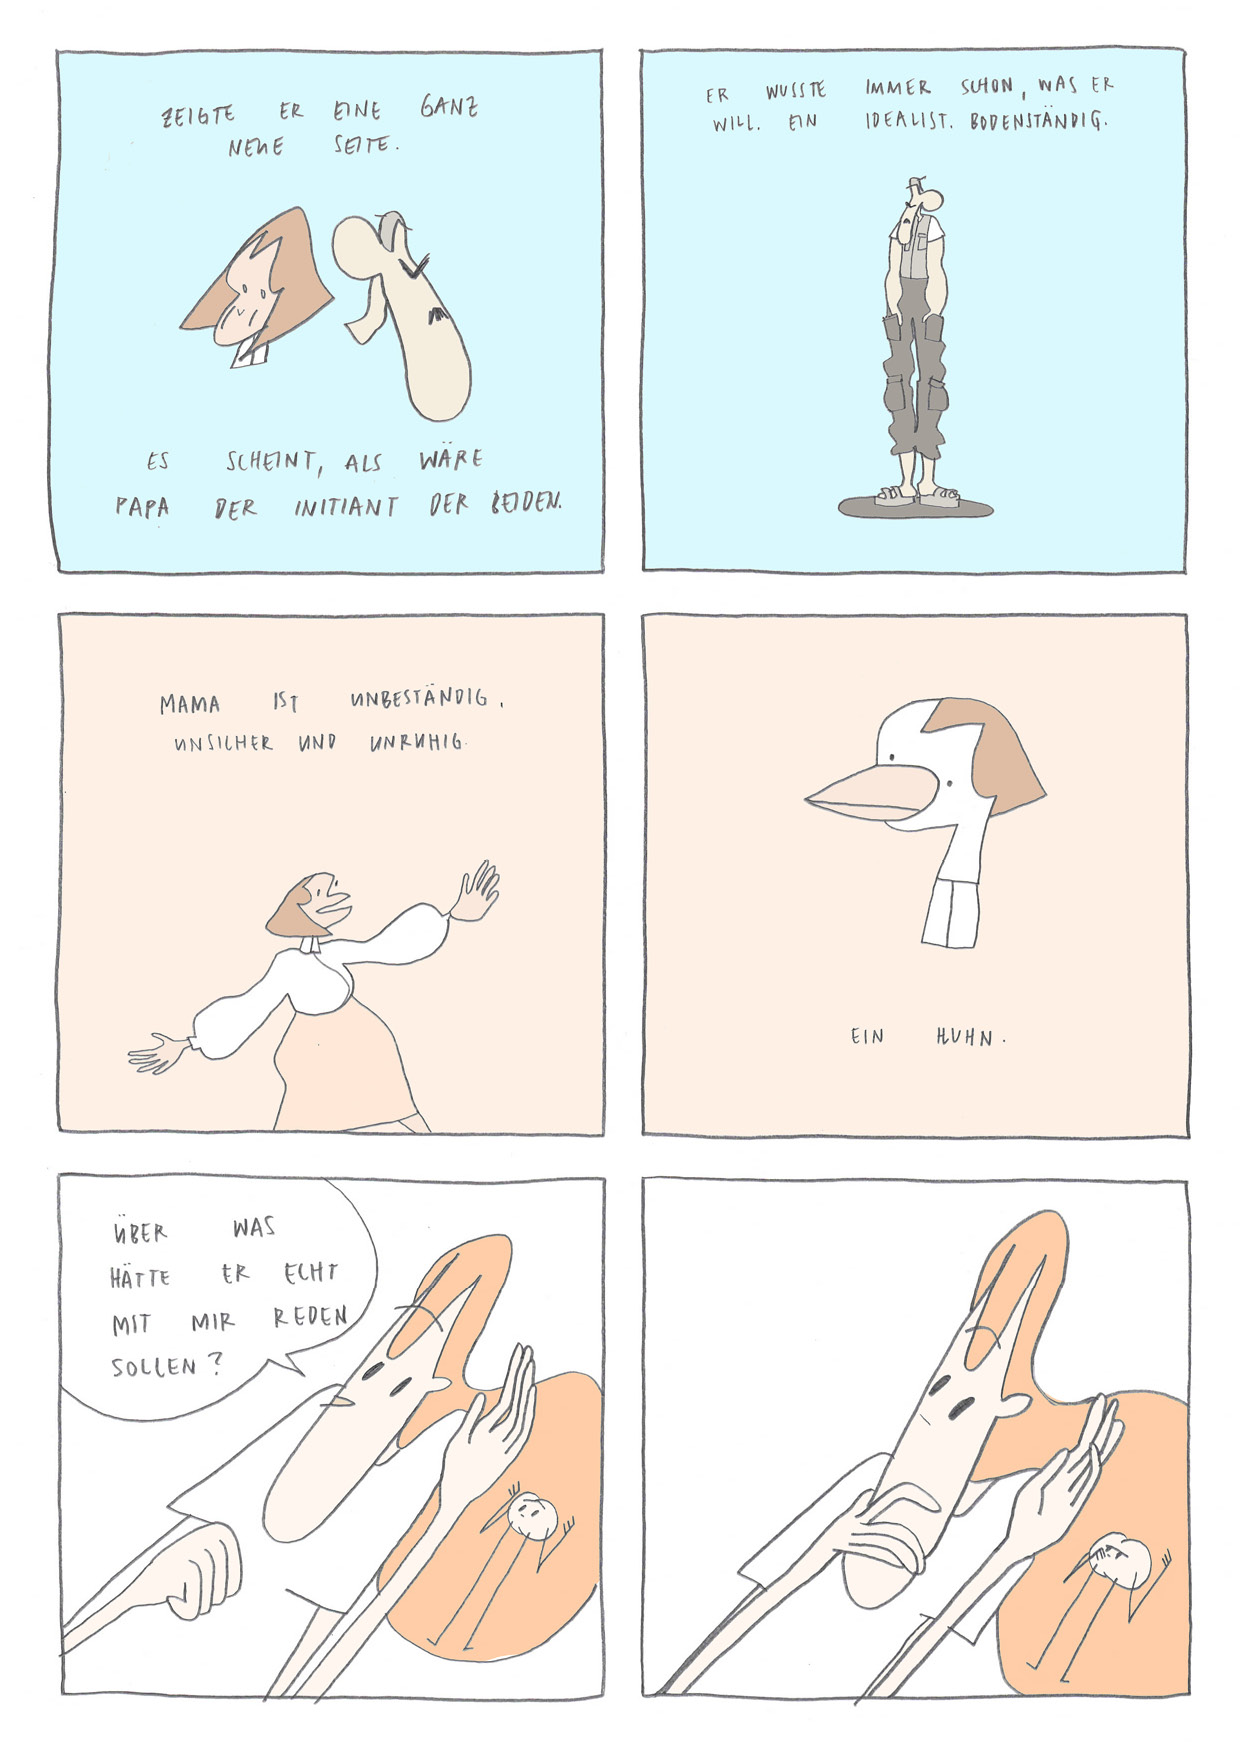 ZEIGTE ER EINE GANZ
NEUE SEITE.
ES SCHEINT, ALS WÄRE
PAPA DER INITIANT DER BEIDEN.
ER WUSSTE IMMER SCHON, WAS ER
WILL. EIN IDEALIST. BODENSTÄNDIG.
MAMA IST UNBESTÄNDIG,
UNSICHER UND UNRUHIG.
EIN HUHN.
ÜBER WAS
HÄTTE ER ECHT
MIT MIR REDEN
SOLLEN?